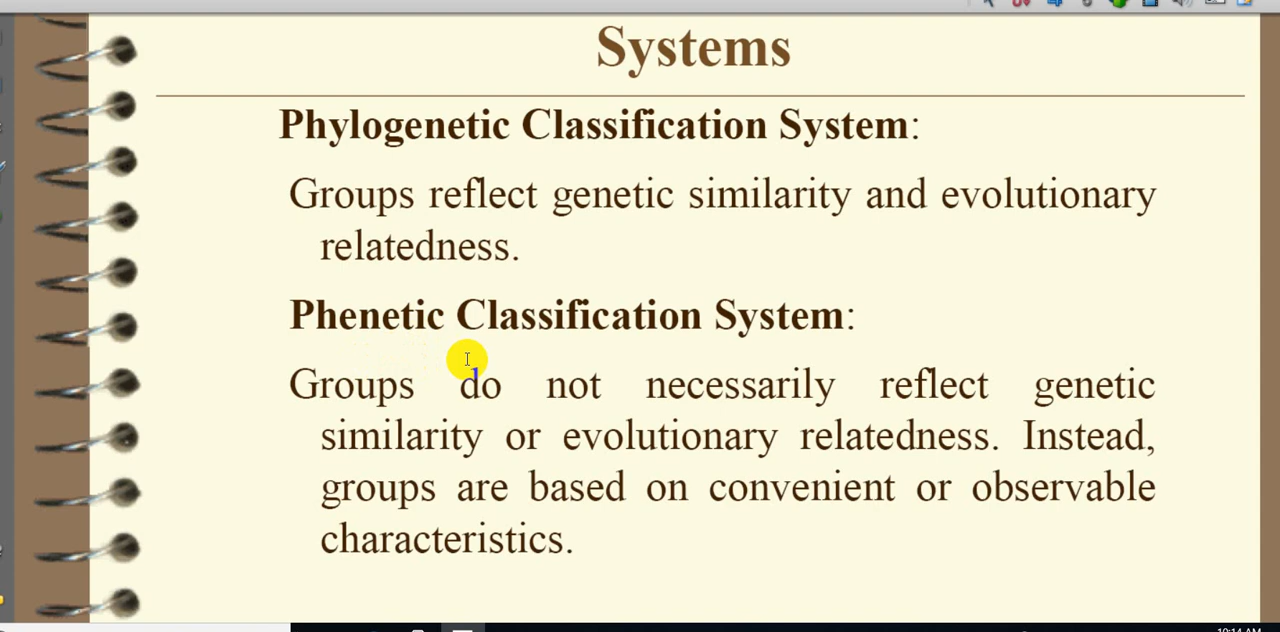 Systems
Phylogenetic Classification System:
Groups reflect genetic similarity and evolutionary
relatedness.
Phenetic Classification System:
Groups do not necessarily reflect genetic
similarity or evolutionary relatedness. Instead,
groups are based on convenient or observable
characteristics.